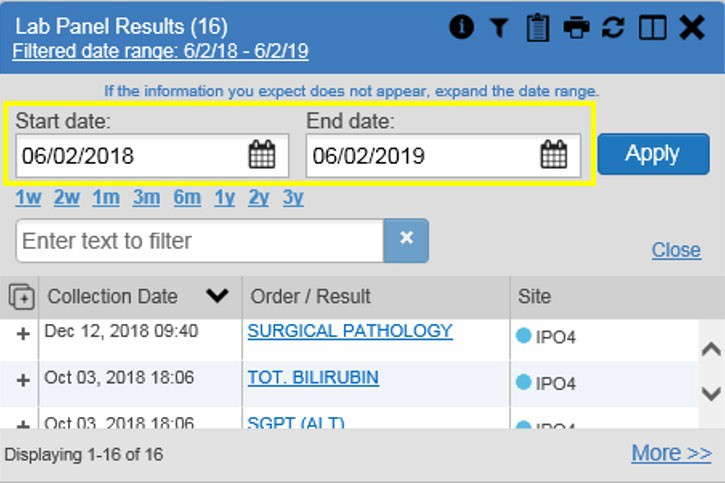 Lab Panel Results (16)
Filtered date range: 6/2/18 - 6/2/19
If the information you expect does not appear, expand the date range.
Start date:
End date:
06/02/2018
06/02/2019
Apply
1w 2w 1m 3m 6m 1y 2y 3y
Enter text to filter
Close
Collection Date Order / Result Site
Dec 12, 2018 09:40 SURGICAL PATHOLOGY IPO4
Oct 03, 2018 18:06 TOT. BILIRUBIN IPO4
Oct 03, 2018 18:06 SGPT (ALT) IPO4
Displaying 1-16 of 16
More >>